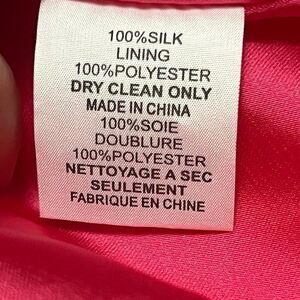 100%SILK
LINING
100%POLYESTER
DRY CLEAN ONLY
MADE IN CHINA
100%SOIE
DOUBLURE
100%POLYESTER
NETTOYAGE A SEC
SEULEMENT
FABRIQUE EN CHINE